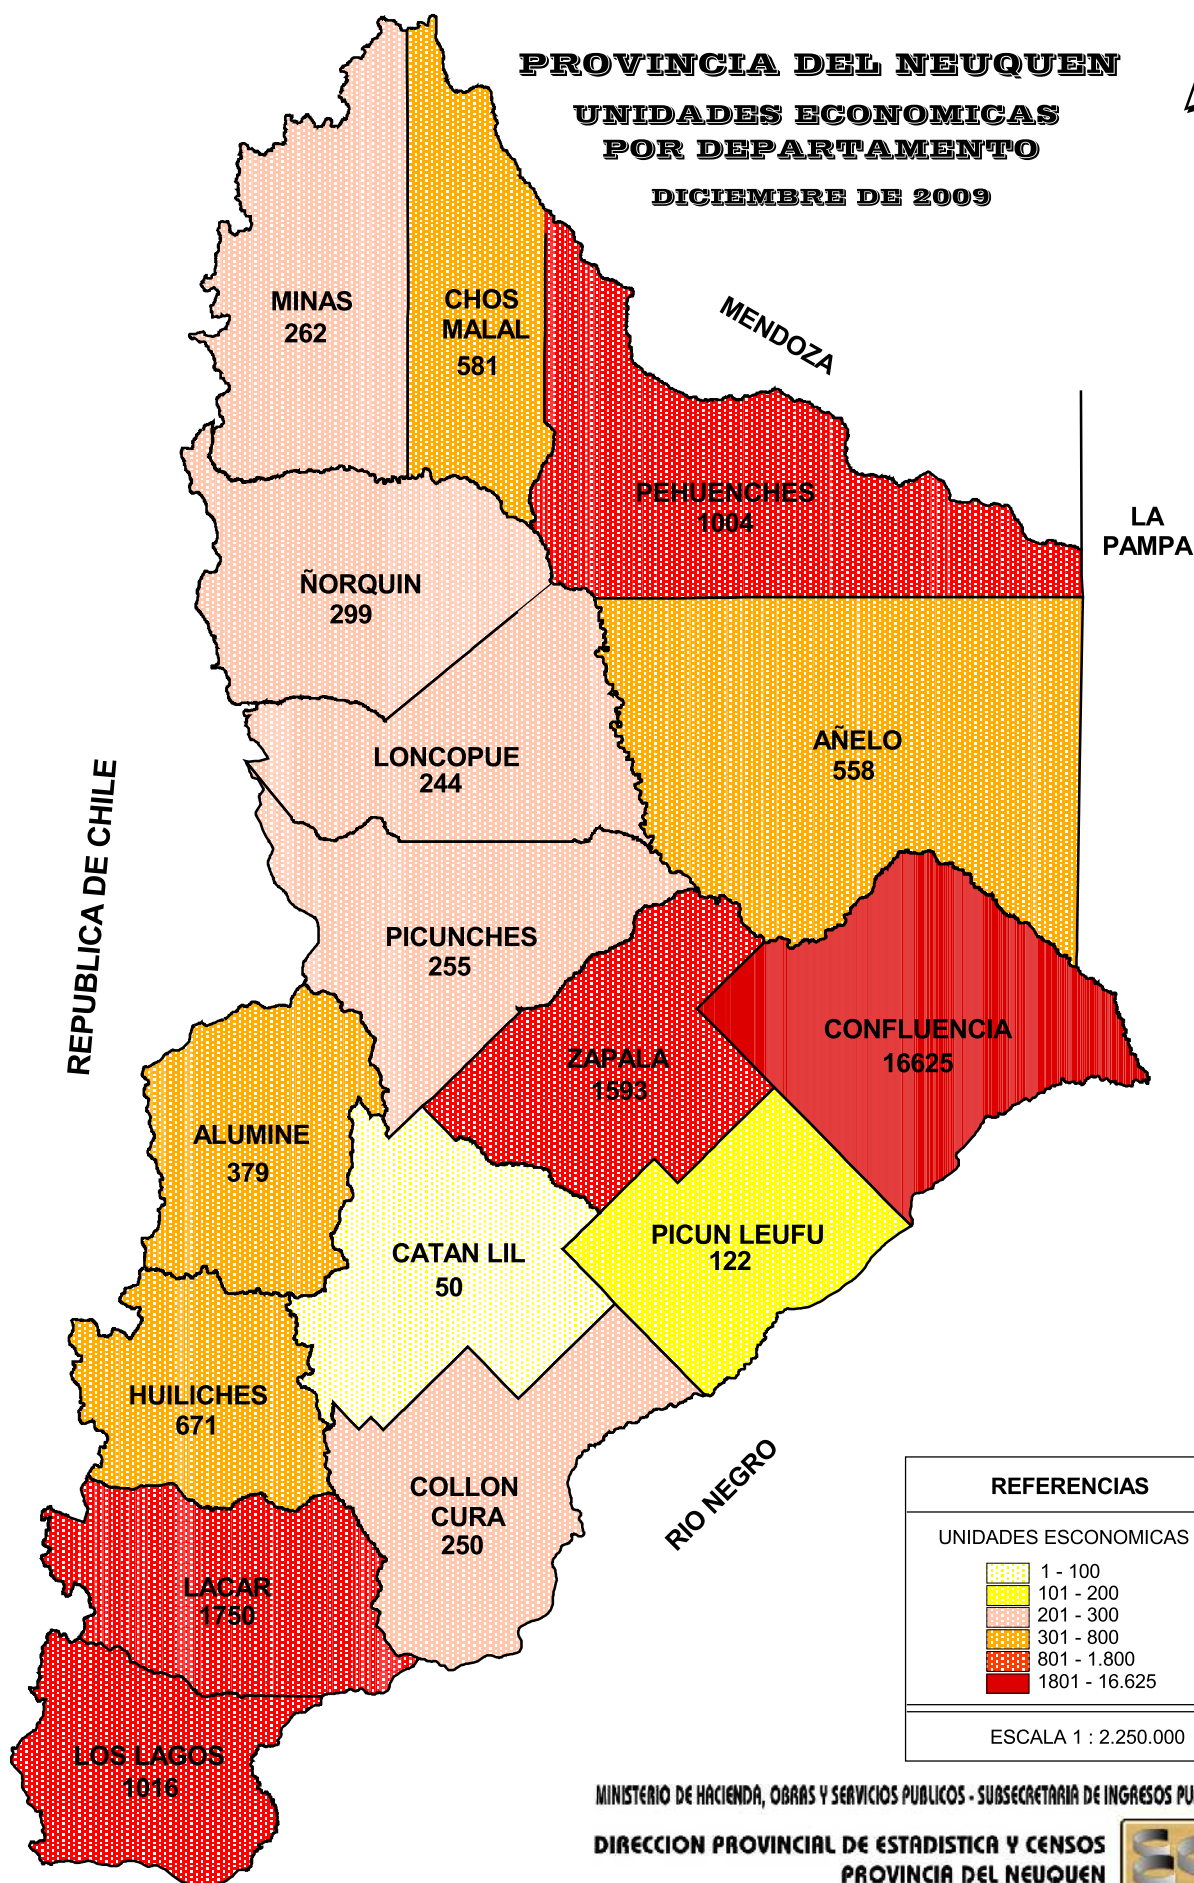 PROVINCIA DEL NEUQUEN
UNIDADES ECONOMICAS
POR DEPARTAMENTO
DICIEMBRE DE 2009
MINAS
262
CHOS
MALAL
581
MENDOZA
PEHUENCHES
1004
LA
PAMPA
ÑORQUIN
299
LONCOPUE
244
AÑELO
558
REPUBLICA DE CHILE
PICUNCHES
255
ZAPALA
1593
CONFLUENCIA
16625
ALUMINE
379
CATAN LIL
50
PICUN LEUFU
122
HUILICHES
671
COLLON
CURA
250
RIO NEGRO
LACAR
1750
LOS LAGOS
1016
REFERENCIAS
UNIDADES ESCONOMICAS
1 - 100
101 - 200
201 - 300
301 - 800
801 - 1.800
1801 - 16.625
ESCALA 1 : 2.250.000
MINISTERIO DE HACIENDA, OBRAS Y SERVICIOS PUBLICOS - SUBSECRETARIA DE INGRESOS PU
DIRECCION PROVINCIAL DE ESTADISTICA Y CENSOS
PROVINCIA DEL NEUQUEN